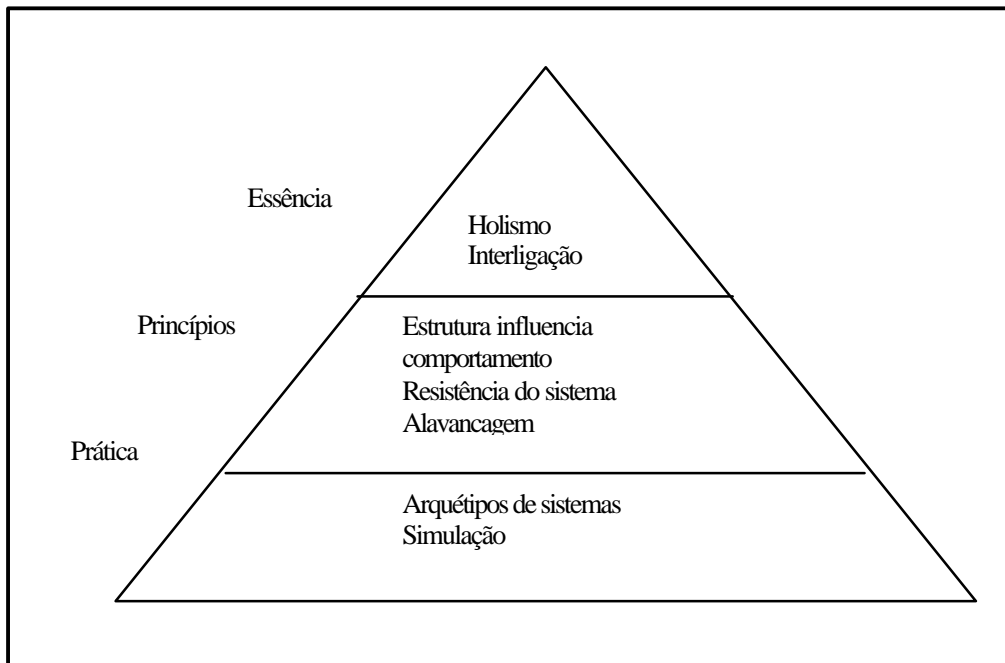 Essência
Holismo
Interligação
Princípios
Estrutura influencia
comportamento
Resistência do sistema
Alavancagem
Prática
Arquétipos de sistemas
Simulação